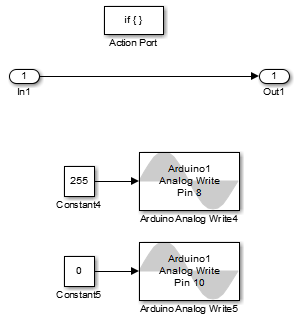 if { }
Action Port
1
In1
1
Out1
255
Constant4
Arduino1
Analog Write
Pin 8
Arduino Analog Write4
0
Constant5
Arduino1
Analog Write
Pin 10
Arduino Analog Write5